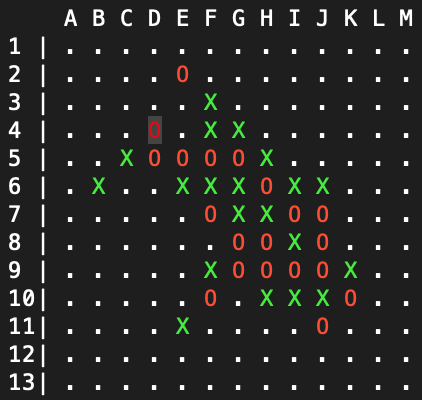 A B C D E F G H I J K L M
1 | . . . . . . . . . . . . .
2 | . . . . O . . . . . . . .
3 | . . . . . X . . . . . . .
4 | . . . O . X X . . . . . .
5 | . . X O O O O X . . . . .
6 | . X . . X X X O X X . . .
7 | . . . . . O X X O O . . .
8 | . . . . . . O O X O . . .
9 | . . . . . X O O O O X . .
10| . . . . . O . X X X O . .
11| . . . . X . . . . O . . .
12| . . . . . . . . . . . . .
13| . . . . . . . . . . . . .